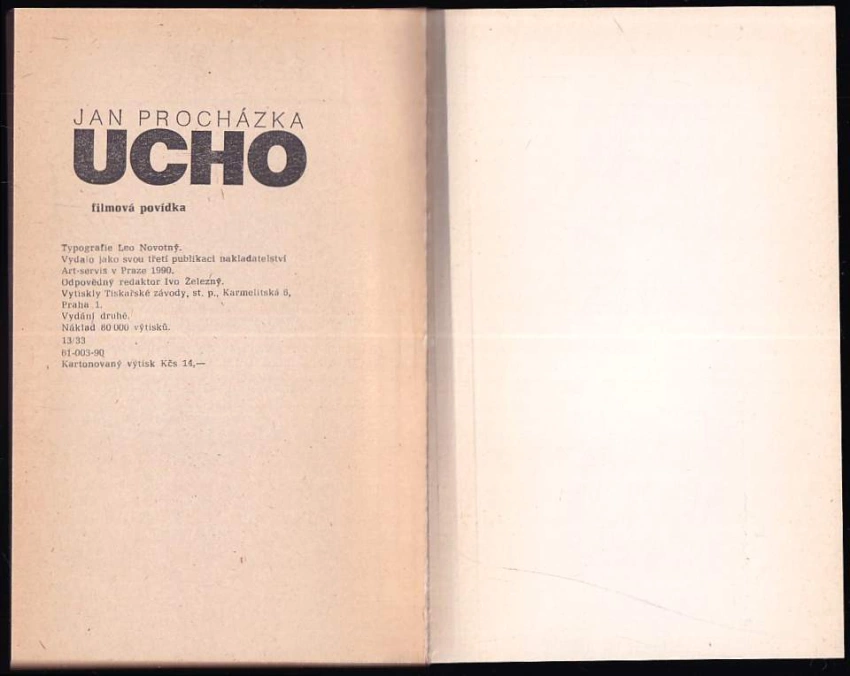 JAN PROCHÁZKA
UCHO
filmová povídka
Typografie Leo Novotný.
Vydalo jako svou třetí publikaci nakladatelství
Art-servis v Praze 1990.
Odpovědný redaktor Ivo Železný.
Vytiskly Tiskařské závody, st. p., Karmelitská 6,
Praha 1.
Vydání druhé.
Náklad 80 000 výtisků.
13/33
61-003-90
Kartonovaný výtisk Kčs 14,—